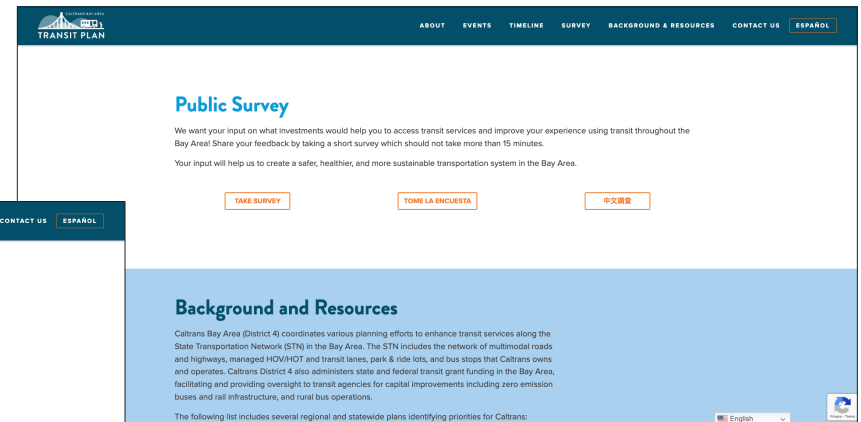 CALTRANS BAY AREA
TRANSIT PLAN
ABOUT EVENTS TIMELINE SURVEY BACKGROUND & RESOURCES CONTACT US ESPAÑOL
Public Survey
We want your input on what investments would help you to access transit services and improve your experience using transit throughout the
Bay Area! Share your feedback by taking a short survey which should not take more than 15 minutes.
Your input will help us to create a safer, healthier, and more sustainable transportation system in the Bay Area.
TAKE SURVEY TOME LA ENCUESTA 中文調查
CONTACT US ESPAÑOL
Background and Resources
Caltrans Bay Area (District 4) coordinates various planning efforts to enhance transit services along the
State Transportation Network (STN) in the Bay Area. The STN includes the network of multimodal roads
and highways, managed HOV/HOT and transit lanes, park & ride lots, and bus stops that Caltrans owns
and operates. Caltrans District 4 also administers state and federal transit grant funding in the Bay Area,
facilitating and providing oversight to transit agencies for capital improvements including zero emission
buses and rail infrastructure, and rural bus operations.
The following list includes several regional and statewide plans identifying priorities for Caltrans:
English
Privacy - Terms